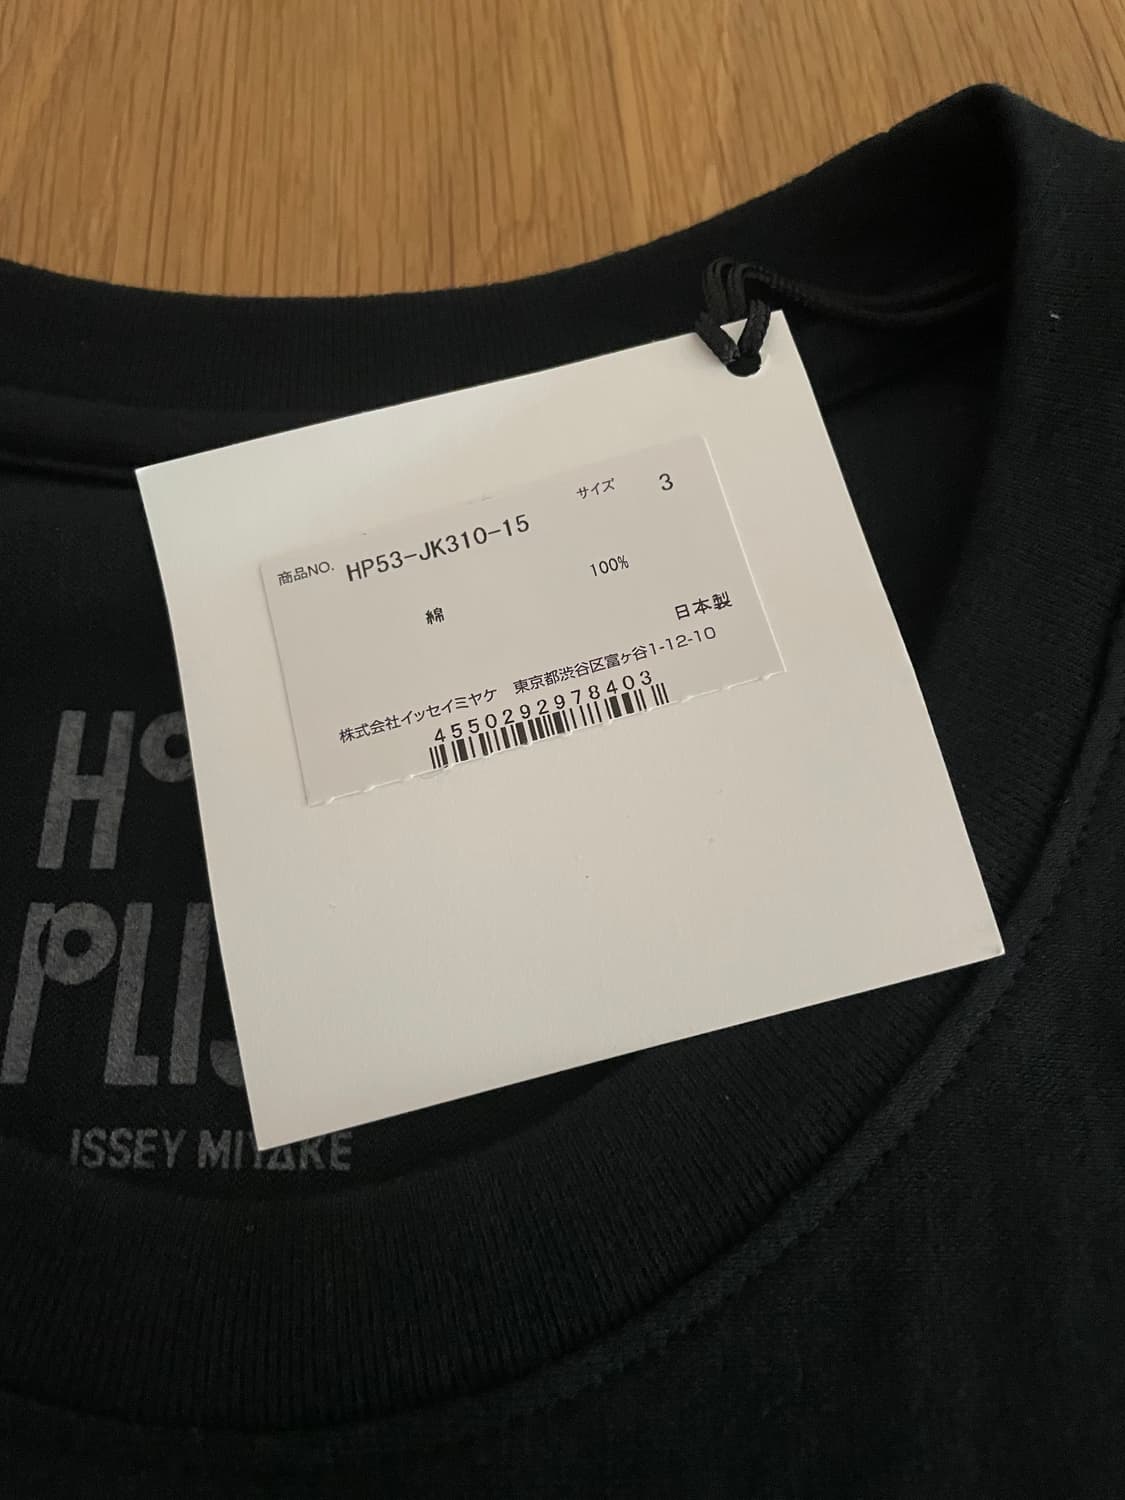 サイズ 3
商品NO. HP53-JK310-15
綿 100%
日本製
株式会社イッセイミヤケ 東京都渋谷区富ヶ谷1-12-10
4550292978403
ISSEY MIYAKE